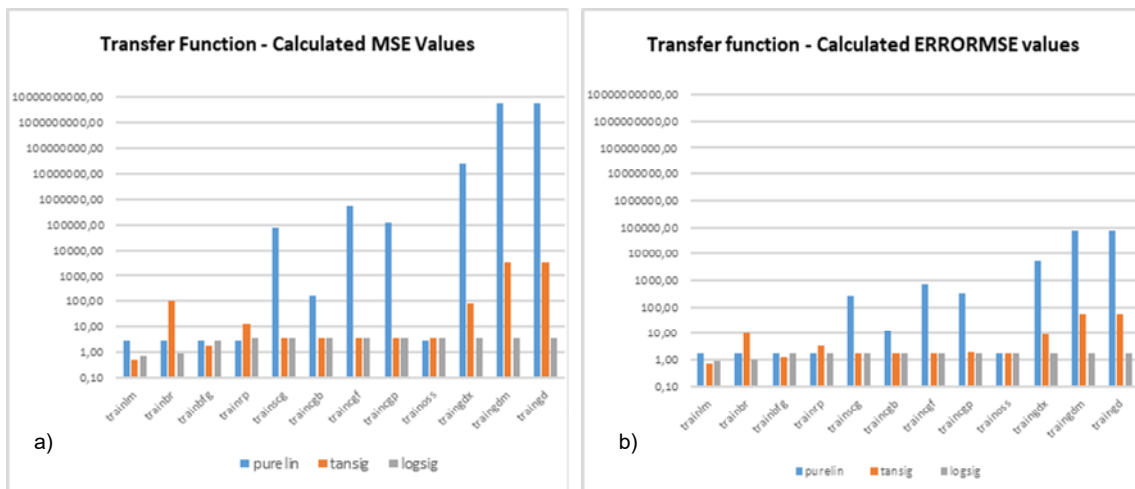 Transfer Function - Calculated MSE Values
10000000000,00
1000000000,00
100000000,00
10000000,00
1000000,00
100000,00
10000,00
1000,00
100,00
10,00
1,00
0,10
trainlm
trainbr
trainbfg
trainrp
trainscg
traincgb
traincgf
traincgp
trainoss
traingdx
traingdm
traingd
a)
purelin tansig logsig
Transfer function - Calculated ERRORMSE values
10000000000,00
1000000000,00
100000000,00
10000000,00
1000000,00
100000,00
10000,00
1000,00
100,00
10,00
1,00
0,10
trainlm
trainbr
trainbfg
trainrp
trainscg
traincgb
traincgf
traincgp
trainoss
traingdx
traingdm
traingd
b)
purelin tansig logsig